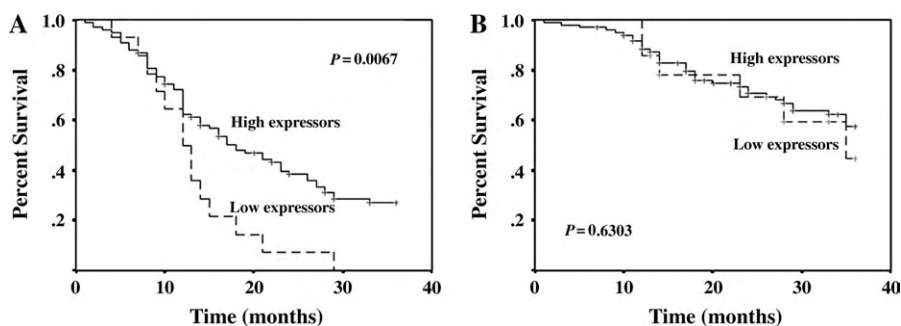 A
Percent Survival
1.0
.8
.6
.4
.2
P = 0.0067
High expressors
Low expressors
0
10
20
30
40
Time (months)
B
Percent Survival
1.0
.8
.6
.4
.2
High expressors
Low expressors
P = 0.6303
0
10
20
30
40
Time (months)